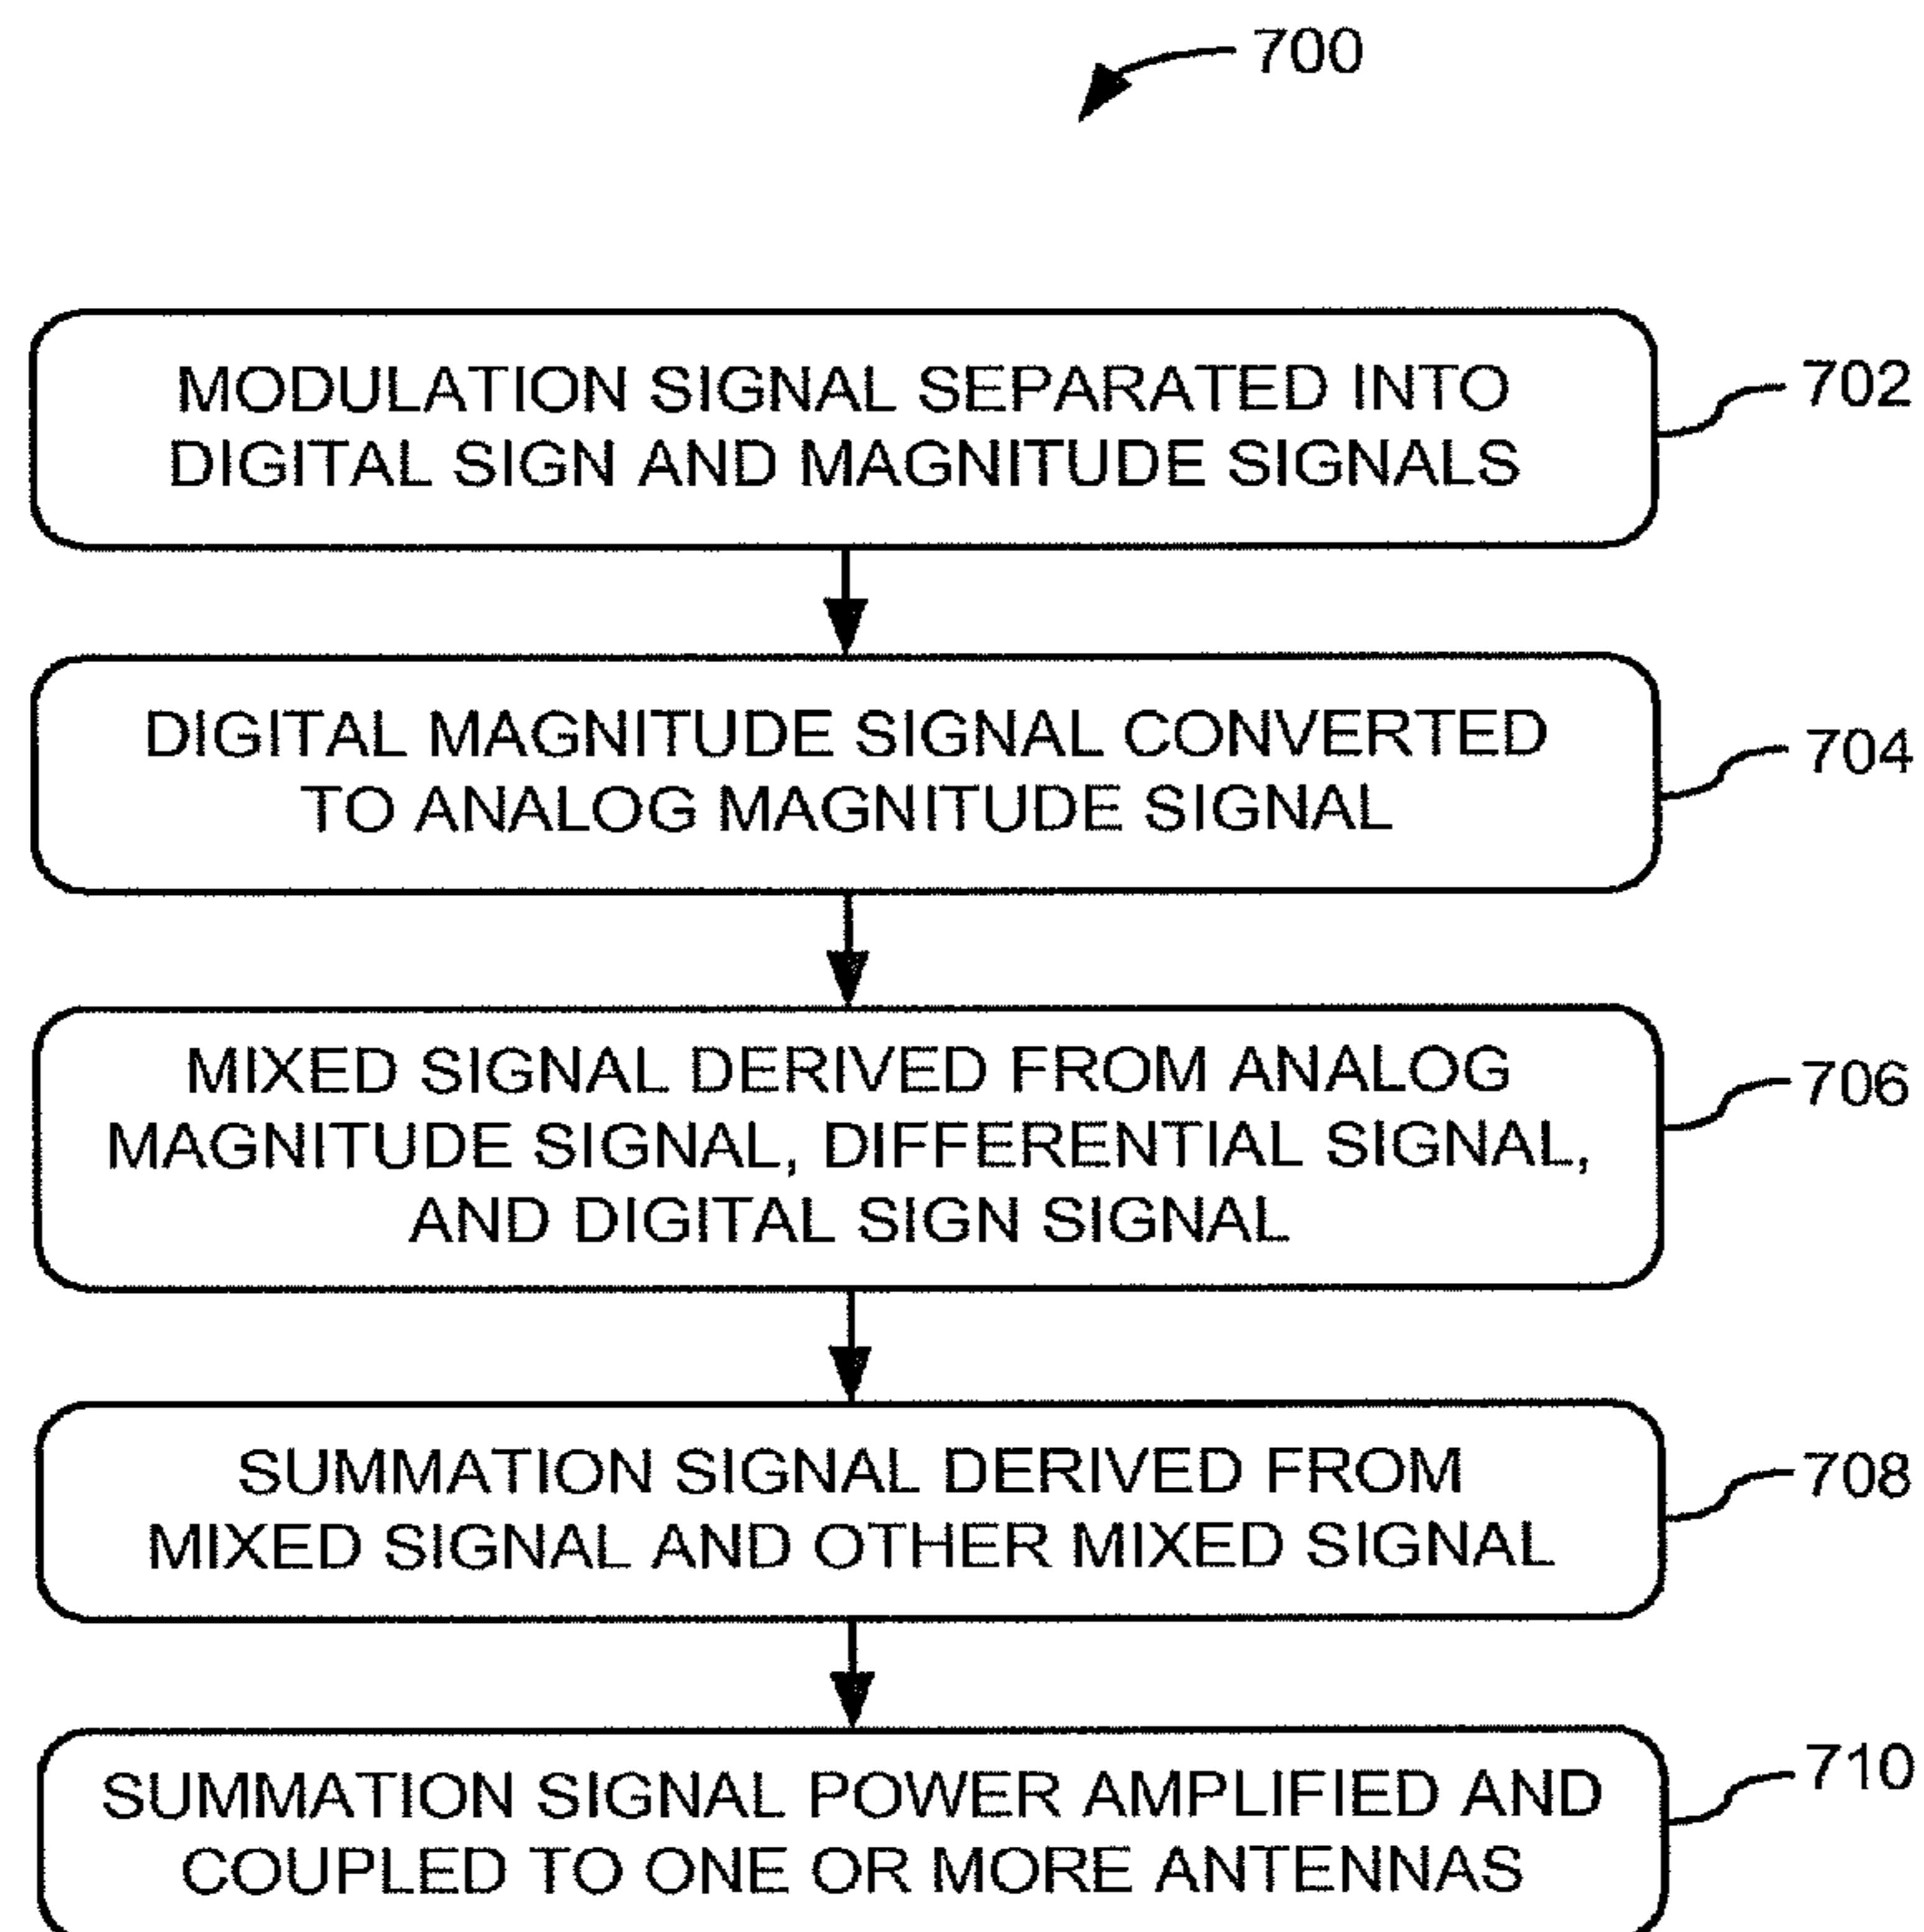 700
MODULATION SIGNAL SEPARATED INTO
DIGITAL SIGN AND MAGNITUDE SIGNALS
702
DIGITAL MAGNITUDE SIGNAL CONVERTED
TO ANALOG MAGNITUDE SIGNAL
704
MIXED SIGNAL DERIVED FROM ANALOG
MAGNITUDE SIGNAL, DIFFERENTIAL SIGNAL,
AND DIGITAL SIGN SIGNAL
706
SUMMATION SIGNAL DERIVED FROM
MIXED SIGNAL AND OTHER MIXED SIGNAL
708
SUMMATION SIGNAL POWER AMPLIFIED AND
COUPLED TO ONE OR MORE ANTENNAS
710